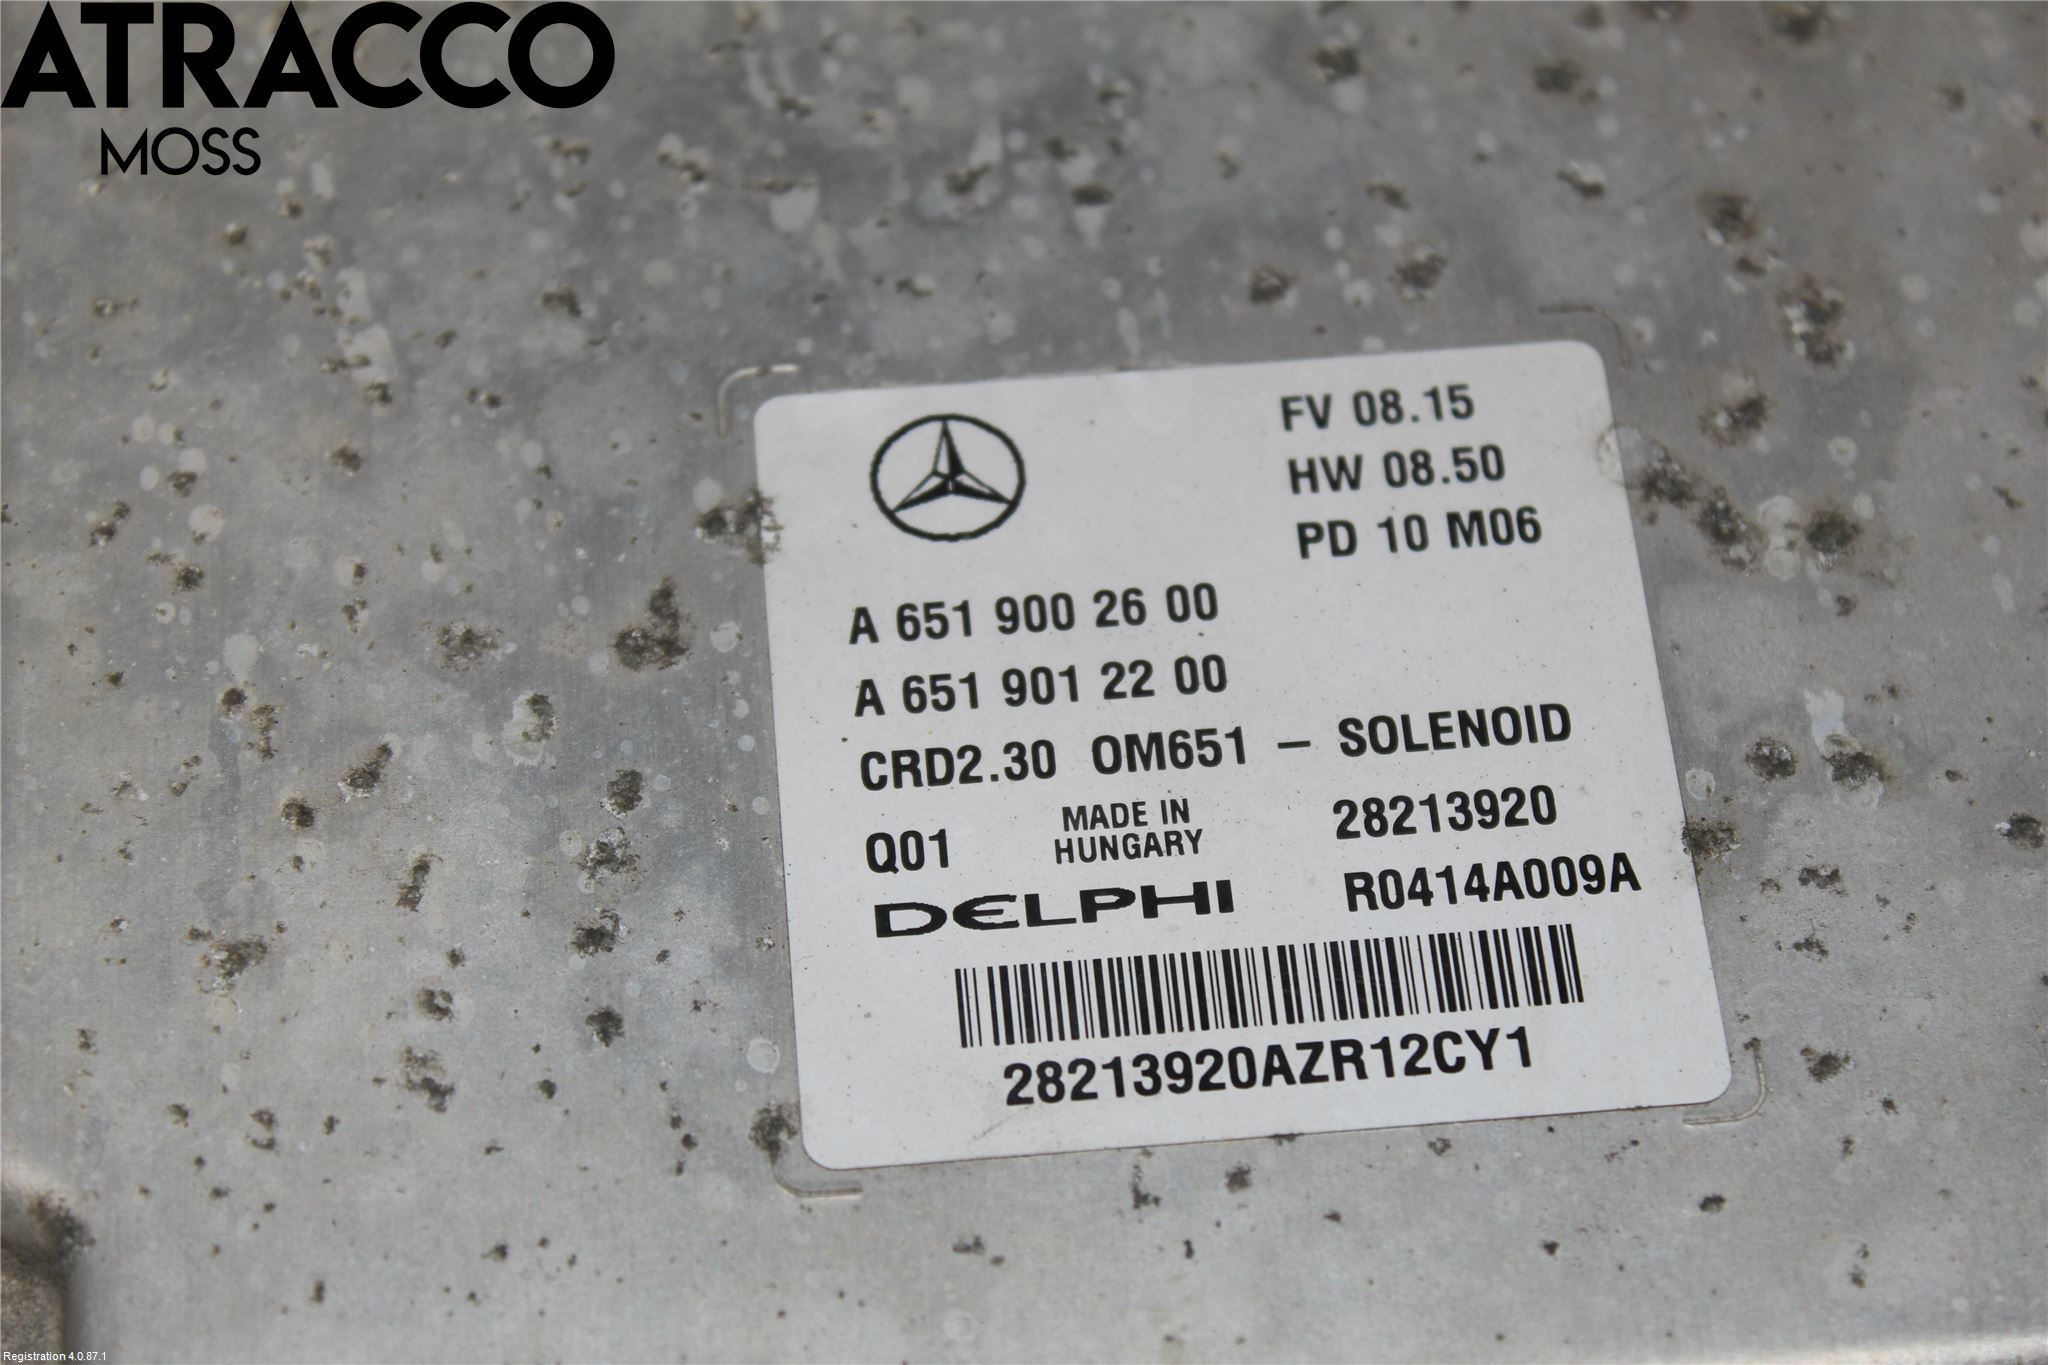 ATRACCO
MOSS
FV 08.15
HW 08.50
PD 10 M06
A 651 900 26 00
A 651 901 22 00
CRD2.30 OM651 – SOLENOID
Q01 MADE IN HUNGARY 28213920
DELPHI R0414A009A
28213920AZR12CY1
Registration 4.0.87.1